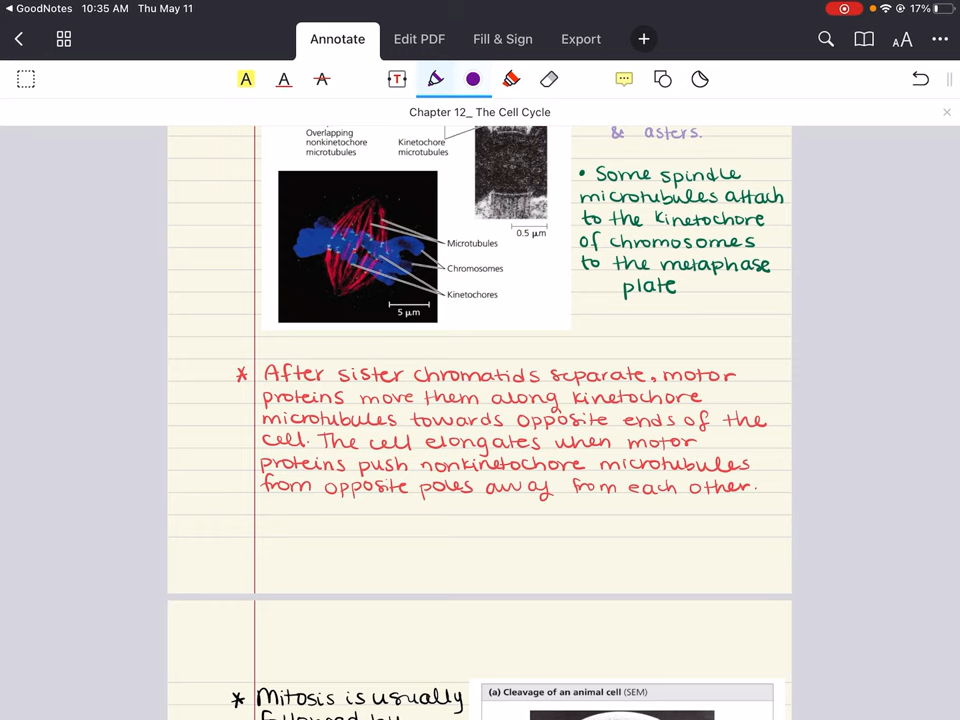 GoodNotes 10:35 AM Thu May 11 17%
Annotate Edit PDF Fill & Sign Export
A A A T AA
Chapter 12_ The Cell Cycle
Overlapping
nonkinetochore
microtubules
Kinetochore
microtubules
0.5 µm
Microtubules
Chromosomes
Kinetochores
5 µm
& asters.
• Some spindle
microtubules attach
to the kinetochore
of chromosomes
to the metaphase
plate
* After sister chromatids separate, motor
proteins move them along kinetochore
microtubules towards opposite ends of the
cell. The cell elongates when motor
proteins push nonkinetochore microtubules
from opposite poles away from each other.
* Mitosis is usually
followed by
(a) Cleavage of an animal cell (SEM)